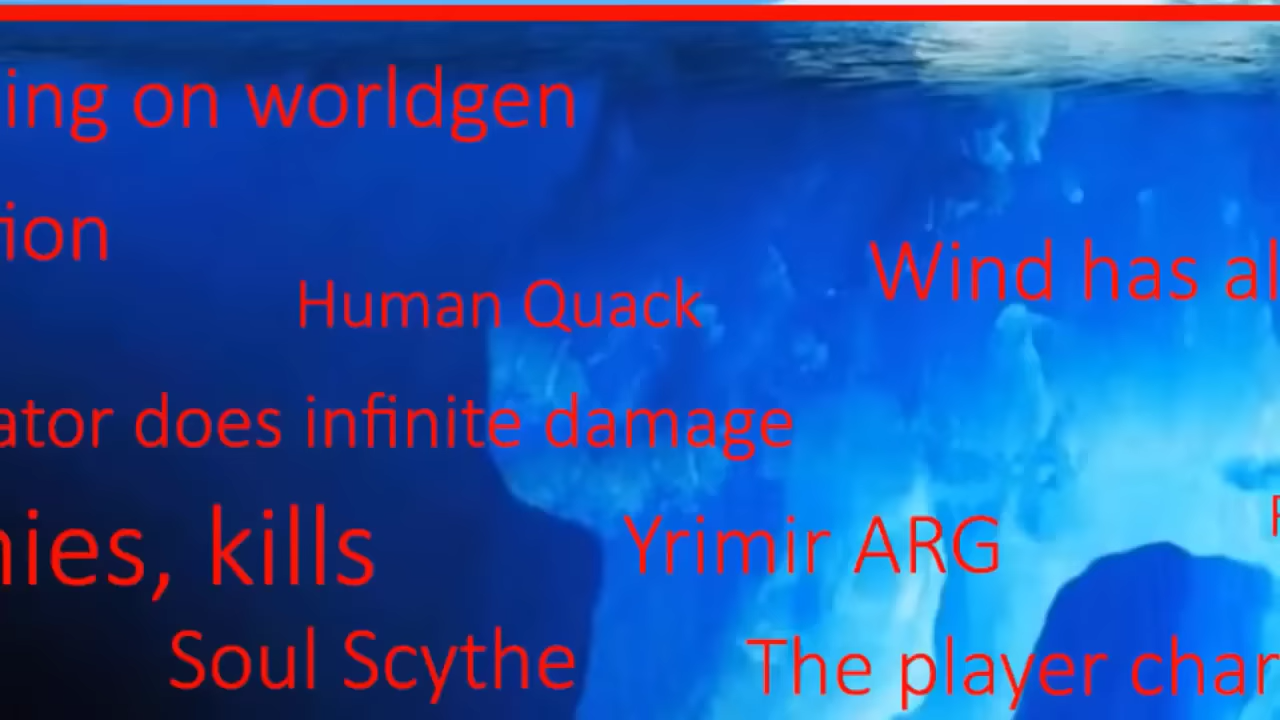 ing on worldgen
ion
Wind has al
Human Quack
ator does infinite damage
nies, kills
Yrimir ARG
Soul Scythe
The player char